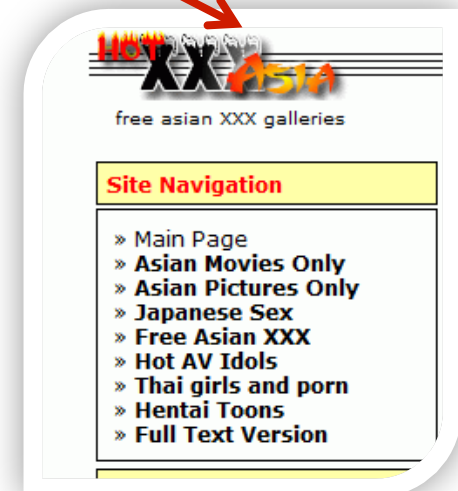 HOT
XXX ASIA
free asian XXX galleries
Site Navigation
» Main Page
» Asian Movies Only
» Asian Pictures Only
» Japanese Sex
» Free Asian XXX
» Hot AV Idols
» Thai girls and porn
» Hentai Toons
» Full Text Version